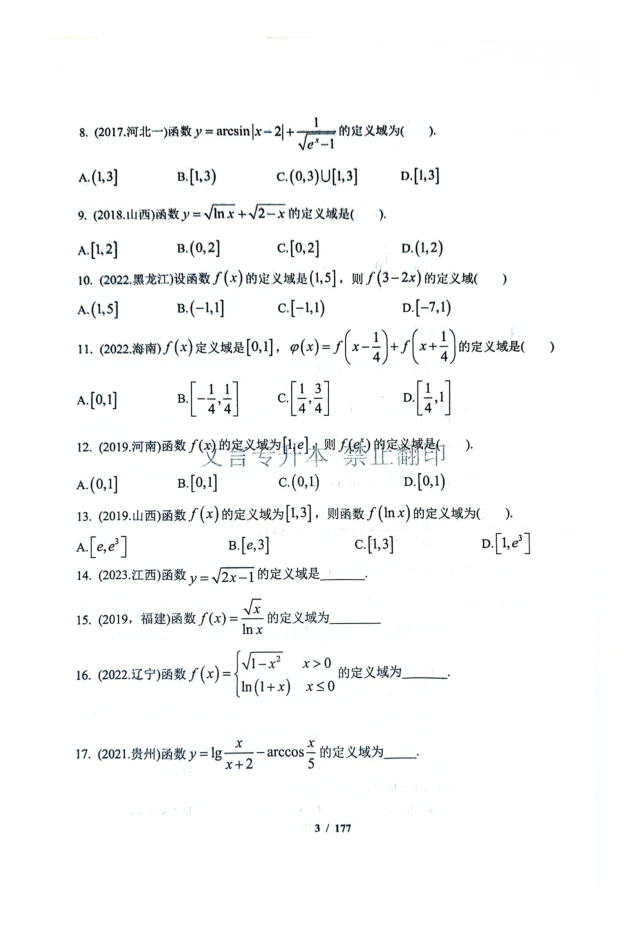 8. (2017.河北一)函数 y = arcsin|x−2| + 1/√(eˣ−1) 的定义域为(    ).
A.(1,3]    B.[1,3)    C.(0,3)∪[1,3]    D.[1,3]
9. (2018.山西)函数 y = √(ln x) + √(2−x) 的定义域是(    ).
A.[1,2]    B.(0,2]    C.[0,2]    D.(1,2)
10. (2022.黑龙江)设函数 f(x) 的定义域是(1,5]，则 f(3−2x) 的定义域(    )
A.(1,5]    B.(−1,1]    C.[−1,1)    D.[−7,1)
11. (2022.海南) f(x) 定义域是[0,1]，φ(x) = f(x−1/4) + f(x+1/4) 的定义域是(    )
A.[0,1]    B.[−1/4,1/4]    C.[1/4,3/4]    D.[1/4,1]
12. (2019.河南)函数 f(x) 的定义域为[1,e]，则 f(eˣ) 的定义域是(    ).
文言专升本 禁止翻印
A.(0,1]    B.[0,1]    C.(0,1)    D.[0,1)
13. (2019.山西)函数 f(x) 的定义域为[1,3]，则函数 f(ln x) 的定义域为(    ).
A.[e,e³]    B.[e,3]    C.[1,3]    D.[1,e³]
14. (2023.江西)函数 y = √(2x−1) 的定义域是______.
15. (2019，福建)函数 f(x) = √x/ln x 的定义域为______
16. (2022.辽宁)函数 f(x) = {√(1−x²)  x>0; ln(1+x)  x≤0 的定义域为______.
17. (2021.贵州)函数 y = lg x/(x+2) − arccos x/5 的定义域为_____.
3 / 177